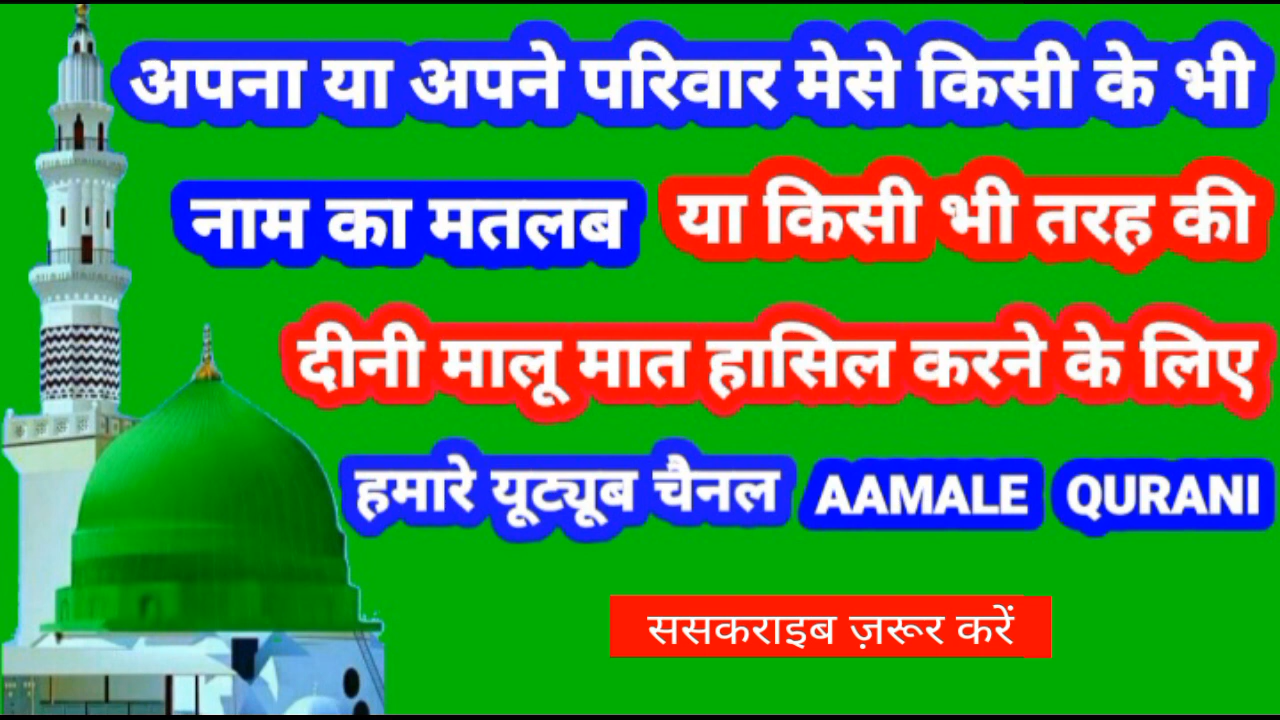 अपना या अपने परिवार मेसे किसी के भी
नाम का मतलब या किसी भी तरह की
दीनी मालू मात हासिल करने के लिए
हमारे यूट्यूब चैनल AAMALE QURANI
ससकराइब ज़रूर करें